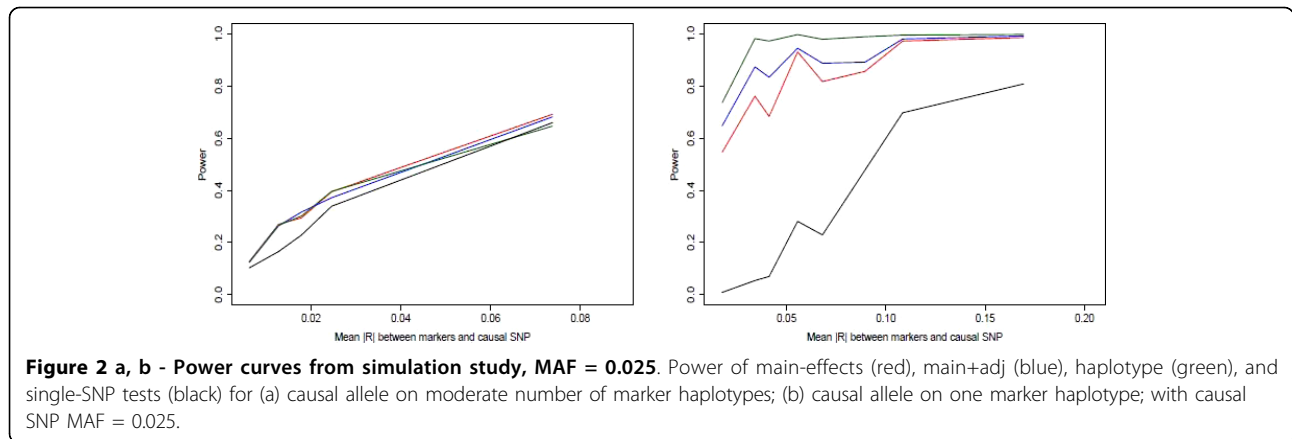 Power
1.0
0.8
0.6
0.4
0.2
0.0
0.02
0.04
0.06
0.08
Mean |R| between markers and causal SNP
Power
1.0
0.8
0.6
0.4
0.2
0.0
0.05
0.10
0.15
0.20
Mean |R| between markers and causal SNP
Figure 2 a, b - Power curves from simulation study, MAF = 0.025. Power of main-effects (red), main+adj (blue), haplotype (green), and
single-SNP tests (black) for (a) causal allele on moderate number of marker haplotypes; (b) causal allele on one marker haplotype; with causal
SNP MAF = 0.025.